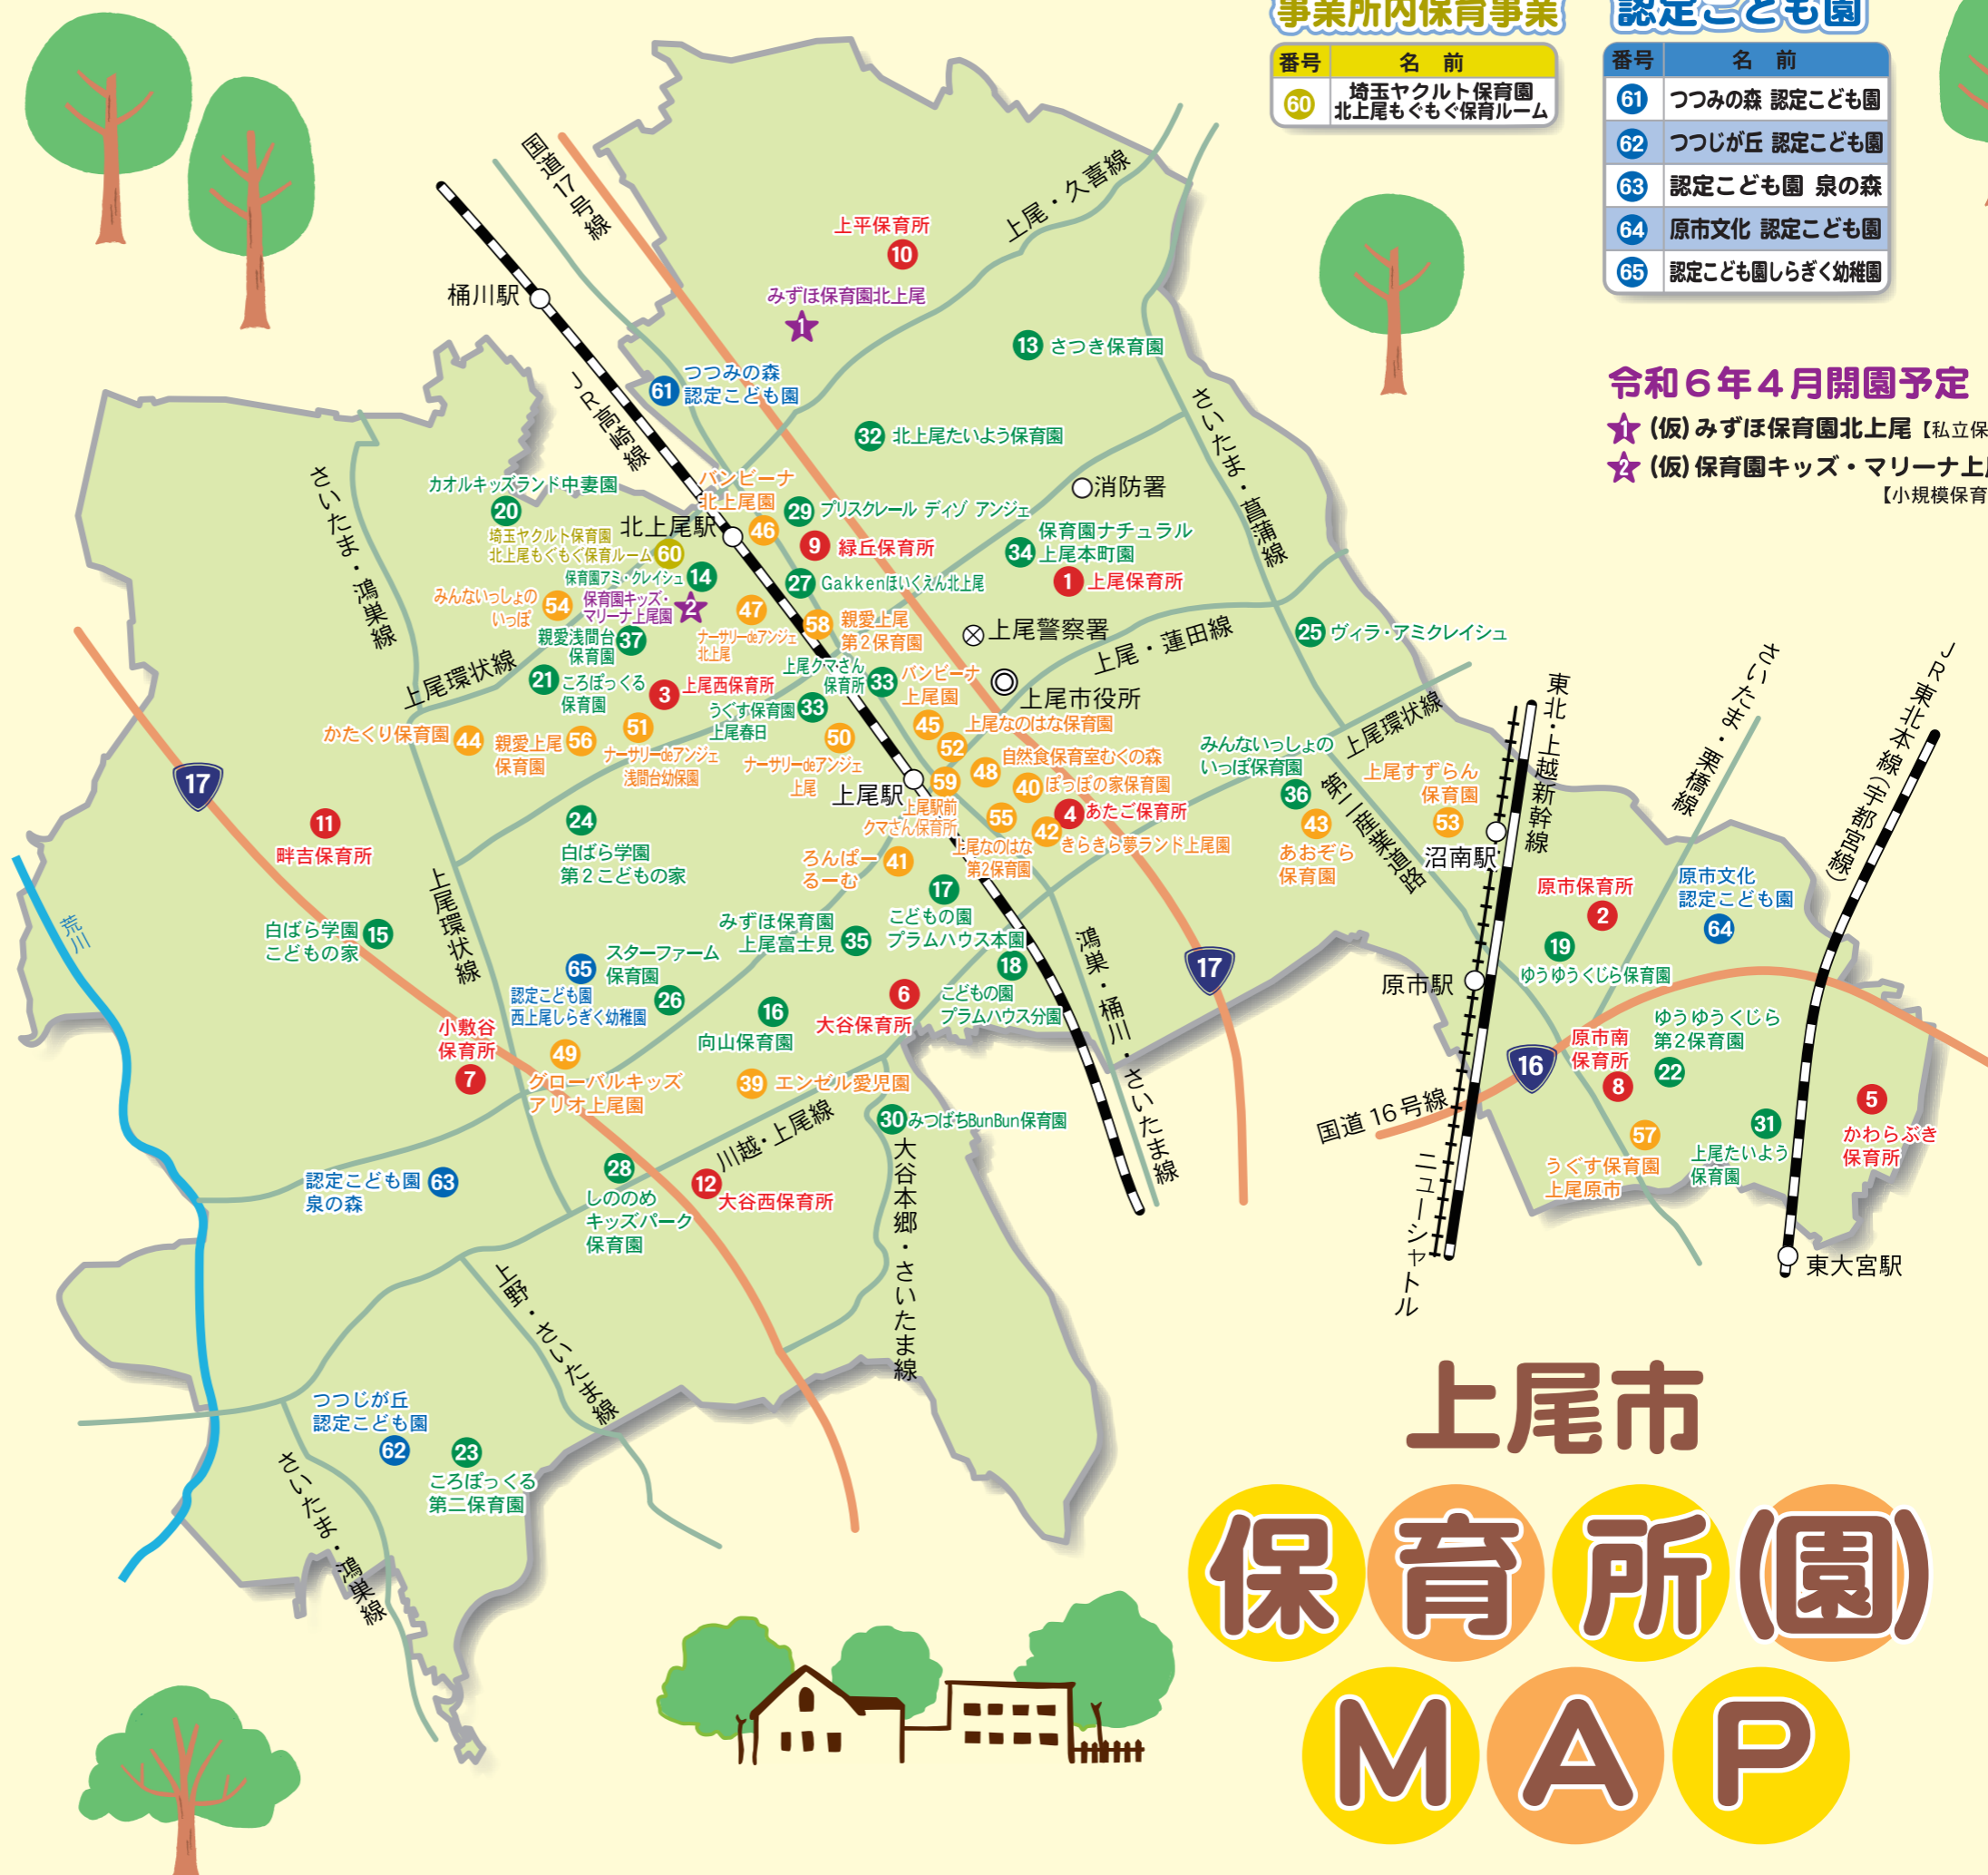 事業所内保育事業
番号 名 前
60 埼玉ヤクルト保育園
北上尾もぐもぐ保育ルーム
認定こども園
番号 名 前
61 つつみの森 認定こども園
62 つつじが丘 認定こども園
63 認定こども園 泉の森
64 原市文化 認定こども園
65 認定こども園しらぎく幼稚園
令和6年4月開園予定
1 (仮)みずほ保育園北上尾【私立保
2 (仮)保育園キッズ・マリーナ上
【小規模保育
国道17号線
上尾・久喜線
上平保育所
10
みずほ保育園北上尾
1
桶川駅
13 さつき保育園
61 つつみの森
認定こども園
JR高崎線
32 北上尾たいよう保育園
さいたま・菖蒲線
さいたま・鴻巣線
カオルキッズランド中妻園
20
バンビーナ
北上尾園
46
消防署
29 プリスクレール ディゾ アンジェ
北上尾駅
埼玉ヤクルト保育園
北上尾もぐもぐ保育ルーム 60
9 緑丘保育所
保育園ナチュラル
34 上尾本町園
保育園アミ・クレイシュ 14
27 Gakkenほいくえん北上尾
1 上尾保育所
みんないっしょの
いっぽ
54
保育園キッズ・
マリーナ上尾園
2
47
ナーサリーdeアンジェ
北上尾
58 親愛上尾
第2保育園
上尾警察署
上尾・蓮田線
25 ヴィラ・アミクレイシュ
親愛浅間台
保育園
37
上尾環状線
21 ころぽっくる
保育園
3 上尾西保育所
上尾クマさん
保育所
33
バンビーナ
上尾園
45
上尾市役所
うぐす保育園
上尾春日
33
かたくり保育園 44
親愛上尾
保育園
56
51
ナーサリーdeアンジェ
浅間台幼保園
50
ナーサリーdeアンジェ
上尾
上尾なのはな保育園
52
48 自然食保育室むくの森
上尾駅
59
上尾駅前
クマさん保育所
40 ぽっぽの家保育園
4 あたご保育所
55
上尾なのはな
第2保育園
42 きらきら夢ランド上尾園
みんないっしょの
いっぽ保育園
36
上尾環状線
第二産業道路
43
あおぞら
保育園
上尾すずらん
保育園
53
沼南駅
東北・上越新幹線
さいたま・栗橋線
JR東北本線(宇都宮線)
17
11
畔吉保育所
24
白ばら学園
第2こどもの家
ろんぱー
るーむ
41
17
こどもの園
プラムハウス本園
18
こどもの園
プラムハウス分園
荒川
白ばら学園
こどもの家
15
上尾環状線
みずほ保育園
上尾富士見
35
スターファーム
保育園
26
65
認定こども園
西上尾しらぎく幼稚園
16
向山保育園
6
大谷保育所
小敷谷
保育所
7
49
グローバルキッズ
アリオ上尾園
39 エンゼル愛児園
17
鴻巣・桶川・さいたま線
原市駅
原市保育所
2
原市文化
認定こども園
64
19
ゆうゆうくじら保育園
16
国道16号線
原市南
保育所
8
ゆうゆうくじら
第2保育園
22
57
うぐす保育園
上尾原市
31
上尾たいよう
保育園
5
かわらぶき
保育所
東大宮駅
ニューシャトル
川越・上尾線
30 みつばちBunBun保育園
大谷本郷・さいたま線
認定こども園
泉の森
63
28
しののめ
キッズパーク
保育園
12
大谷西保育所
上野・さいたま線
つつじが丘
認定こども園
62
23
ころぽっくる
第二保育園
さいたま・鴻巣線
上尾市
保育所(園)
MAP